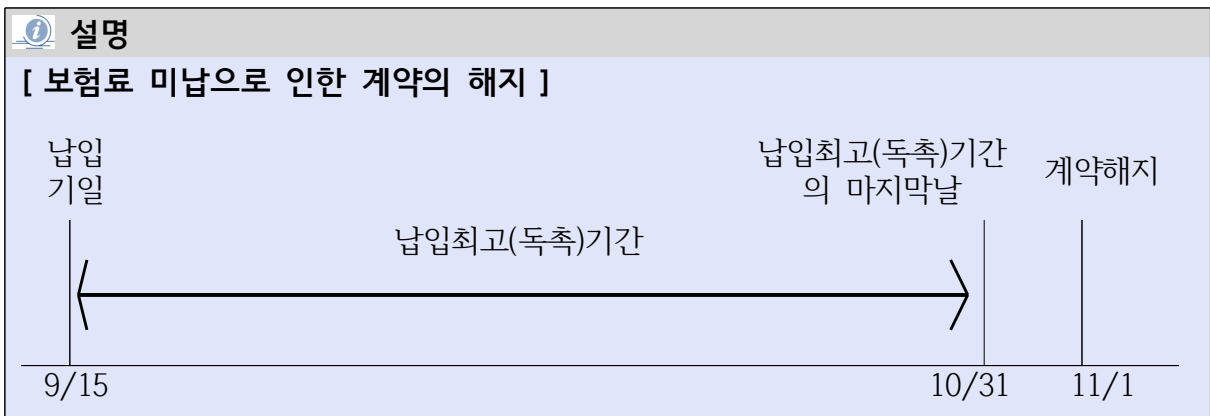 설명
[ 보험료 미납으로 인한 계약의 해지 ]
납입
기일
납입최고(독촉)기간
의 마지막날
계약해지
납입최고(독촉)기간
9/15
10/31
11/1